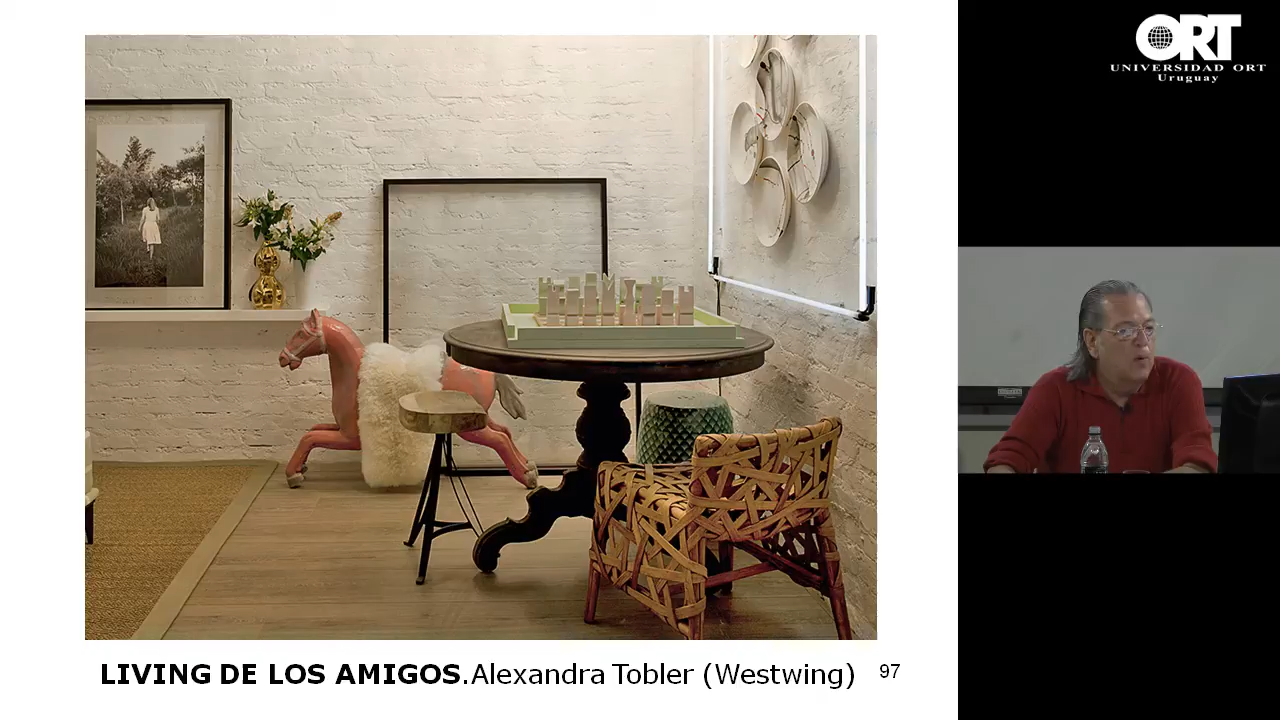 ORT
UNIVERSIDAD ORT
Uruguay
LIVING DE LOS AMIGOS.Alexandra Tobler (Westwing) 97